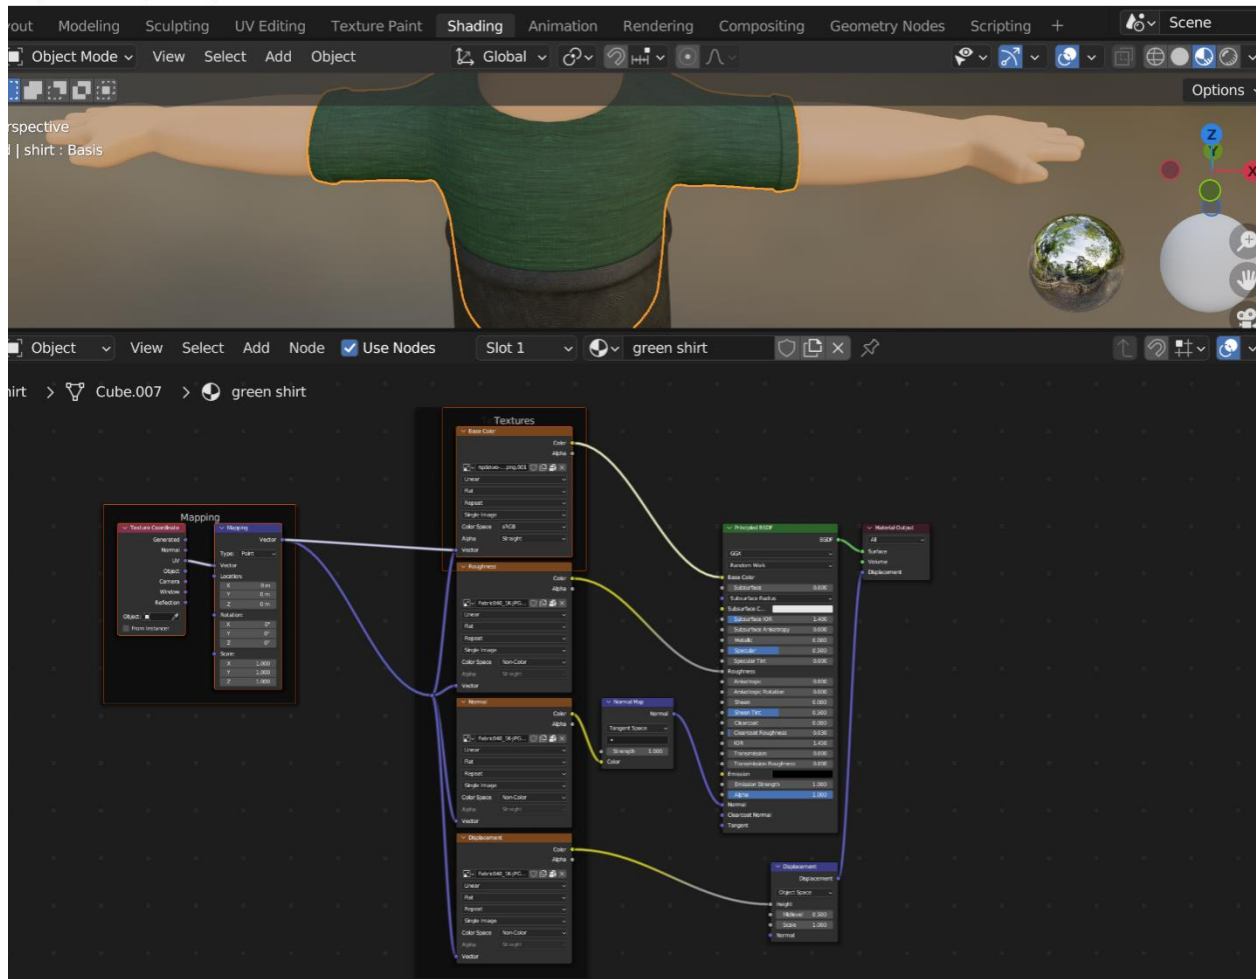 yout Modeling Sculpting UV Editing Texture Paint Shading Animation Rendering Compositing Geometry Nodes Scripting + Scene
Object Mode View Select Add Object Global
Options
rspective
d | shirt : Basis
Z
Y
X
Object View Select Add Node Use Nodes Slot 1 green shirt
irt > Cube.007 > green shirt
Mapping
Texture Coordinate
Generated
Normal
UV
Object
Camera
Window
Reflection
Object:
From Instancer
Mapping
Vector
Type: Point
Vector
Location:
X 0 m
Y 0 m
Z 0 m
Rotation:
X 0°
Y 0°
Z 0°
Scale:
X 1.000
Y 1.000
Z 1.000
Textures
Base Color
Color
Alpha
Linear
Flat
Repeat
Single Image
Color Space sRGB
Alpha Straight
Vector
Roughness
Color
Alpha
Linear
Flat
Repeat
Single Image
Color Space Non-Color
Alpha Straight
Vector
Normal
Color
Alpha
Linear
Flat
Repeat
Single Image
Color Space Non-Color
Alpha Straight
Vector
Displacement
Color
Alpha
Linear
Flat
Repeat
Single Image
Color Space Non-Color
Alpha Straight
Vector
Normal Map
Normal
Tangent Space
Strength 1.000
Color
Principled BSDF
BSDF
GGX
Random Walk
Base Color
Subsurface 0.000
Subsurface Radius
Subsurface C...
Subsurface IOR 1.400
Subsurface Anisotropy 0.000
Metallic 0.000
Specular 0.500
Specular Tint 0.000
Roughness
Anisotropic 0.000
Anisotropic Rotation 0.000
Sheen 0.000
Sheen Tint 0.500
Clearcoat 0.000
Clearcoat Roughness 0.030
IOR 1.450
Transmission 0.000
Transmission Roughness 0.000
Emission
Emission Strength 1.000
Alpha 1.000
Normal
Clearcoat Normal
Tangent
Material Output
All
Surface
Volume
Displacement
Displacement
Displacement
Object Space
Height
Midlevel 0.500
Scale 1.000
Normal